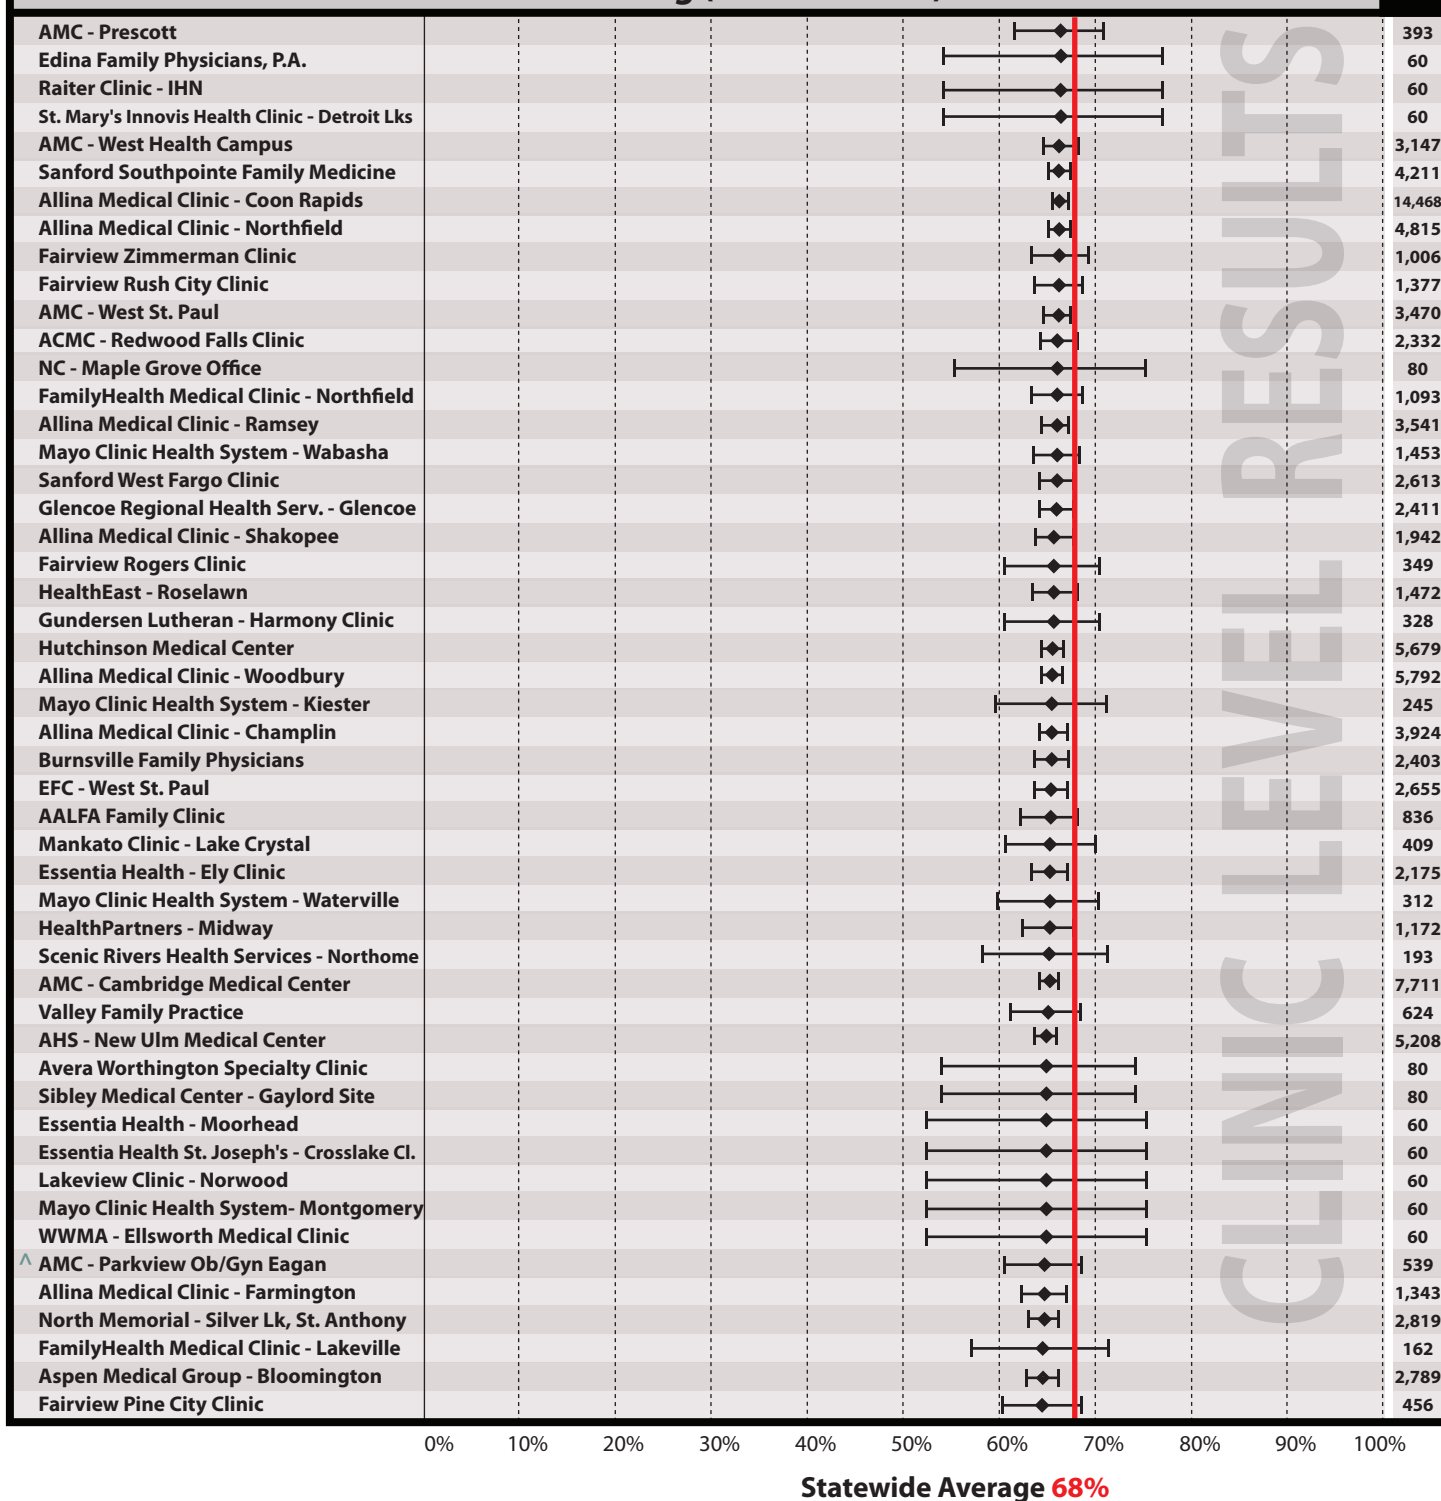 AMC - Prescott 393
Edina Family Physicians, P.A. 60
Raiter Clinic - IHN 60
St. Mary's Innovis Health Clinic - Detroit Lks 60
AMC - West Health Campus 3,147
Sanford Southpointe Family Medicine 4,211
Allina Medical Clinic - Coon Rapids 14,468
Allina Medical Clinic - Northfield 4,815
Fairview Zimmerman Clinic 1,006
Fairview Rush City Clinic 1,377
AMC - West St. Paul 3,470
ACMC - Redwood Falls Clinic 2,332
NC - Maple Grove Office 80
FamilyHealth Medical Clinic - Northfield 1,093
Allina Medical Clinic - Ramsey 3,541
Mayo Clinic Health System - Wabasha 1,453
Sanford West Fargo Clinic 2,613
Glencoe Regional Health Serv. - Glencoe 2,411
Allina Medical Clinic - Shakopee 1,942
Fairview Rogers Clinic 349
HealthEast - Roselawn 1,472
Gundersen Lutheran - Harmony Clinic 328
Hutchinson Medical Center 5,679
Allina Medical Clinic - Woodbury 5,792
Mayo Clinic Health System - Kiester 245
Allina Medical Clinic - Champlin 3,924
Burnsville Family Physicians 2,403
EFC - West St. Paul 2,655
AALFA Family Clinic 836
Mankato Clinic - Lake Crystal 409
Essentia Health - Ely Clinic 2,175
Mayo Clinic Health System - Waterville 312
HealthPartners - Midway 1,172
Scenic Rivers Health Services - Northome 193
AMC - Cambridge Medical Center 7,711
Valley Family Practice 624
AHS - New Ulm Medical Center 5,208
Avera Worthington Specialty Clinic 80
Sibley Medical Center - Gaylord Site 80
Essentia Health - Moorhead 60
Essentia Health St. Joseph's - Crosslake Cl. 60
Lakeview Clinic - Norwood 60
Mayo Clinic Health System- Montgomery 60
WWMA - Ellsworth Medical Clinic 60
^ AMC - Parkview Ob/Gyn Eagan 539
Allina Medical Clinic - Farmington 1,343
North Memorial - Silver Lk, St. Anthony 2,819
FamilyHealth Medical Clinic - Lakeville 162
Aspen Medical Group - Bloomington 2,789
Fairview Pine City Clinic 456
CLINIC LEVEL RESULTS
0% 10% 20% 30% 40% 50% 60% 70% 80% 90% 100%
Statewide Average 68%